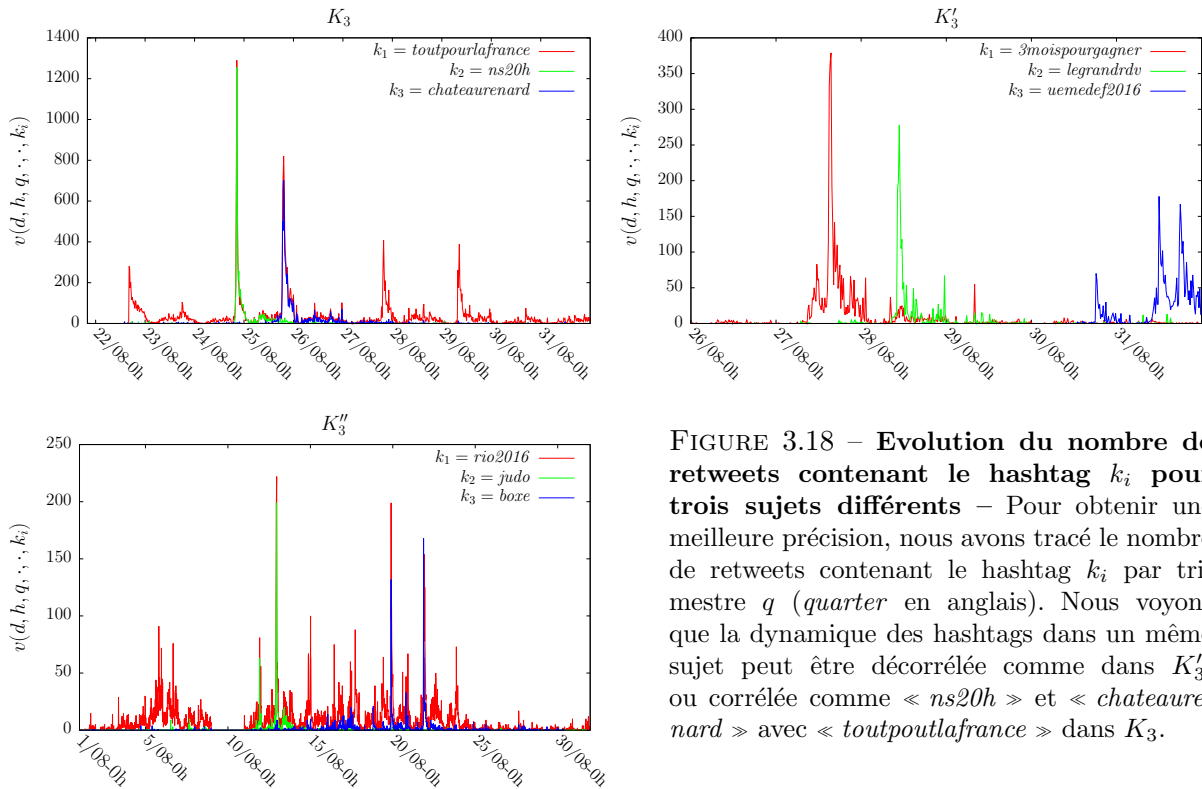 K₃
1400
1200
1000
800
600
400
200
0
v(d, h, q, ·, ·, kᵢ)
k₁ = toutpourlafrance
k₂ = ns20h
k₃ = chateaurenard
22/08-0h
23/08-0h
24/08-0h
25/08-0h
26/08-0h
27/08-0h
28/08-0h
29/08-0h
30/08-0h
31/08-0h
K′₃
400
350
300
250
200
150
100
50
0
v(d, h, q, ·, ·, kᵢ)
k₁ = 3moispourgagner
k₂ = legrandrdv
k₃ = uemedef2016
26/08-0h
27/08-0h
28/08-0h
29/08-0h
30/08-0h
31/08-0h
K″₃
250
200
150
100
50
0
v(d, h, q, ·, ·, kᵢ)
k₁ = rio2016
k₂ = judo
k₃ = boxe
1/08-0h
5/08-0h
10/08-0h
15/08-0h
20/08-0h
25/08-0h
30/08-0h
FIGURE 3.18 – Evolution du nombre de
retweets contenant le hashtag kᵢ pour
trois sujets différents – Pour obtenir un
meilleure précision, nous avons tracé le nombre
de retweets contenant le hashtag kᵢ par tri
mestre q (quarter en anglais). Nous voyon
que la dynamique des hashtags dans un même
sujet peut être décorrélée comme dans K′₃
ou corrélée comme « ns20h » et « chateaure
nard » avec « toutpoutlafrance » dans K₃.